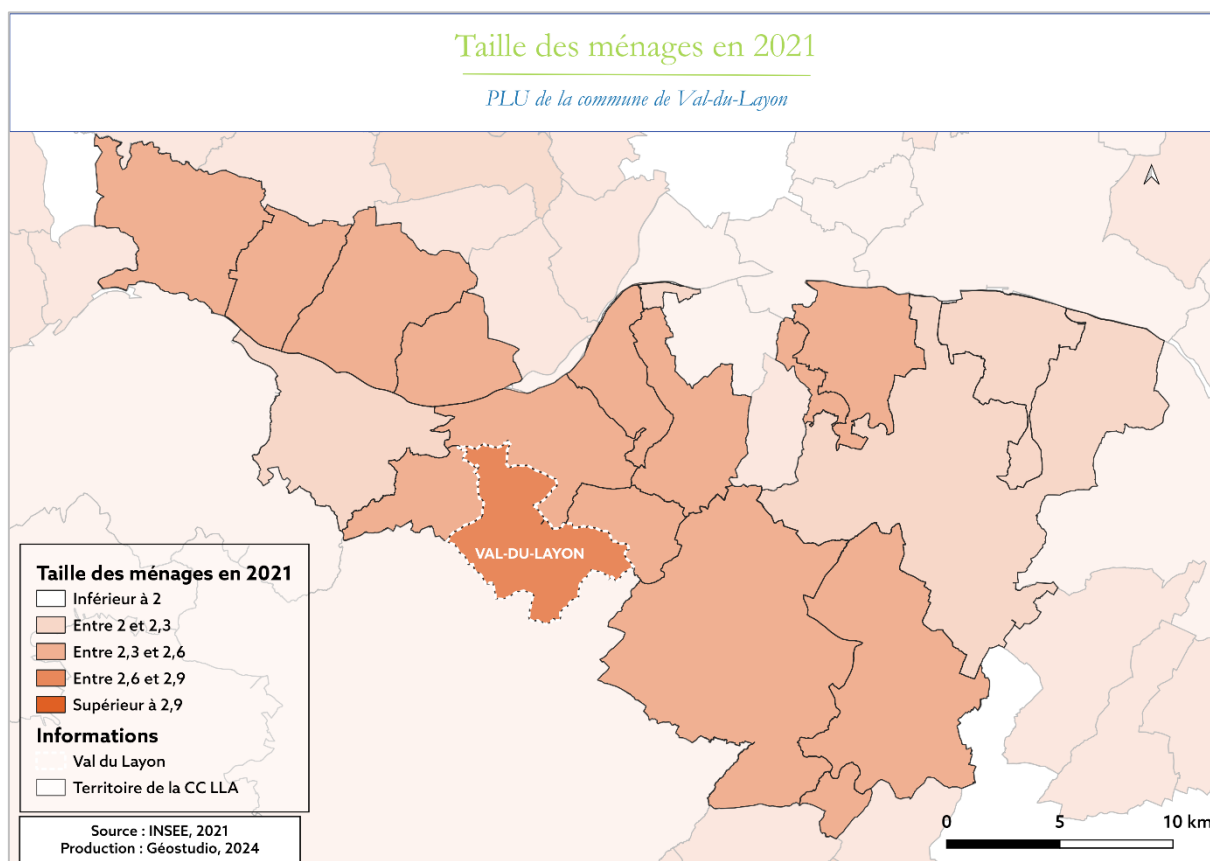 Taille des ménages en 2021
PLU de la commune de Val-du-Layon
VAL-DU-LAYON
Taille des ménages en 2021
Inférieur à 2
Entre 2 et 2,3
Entre 2,3 et 2,6
Entre 2,6 et 2,9
Supérieur à 2,9
Informations
Val du Layon
Territoire de la CC LLA
Source : INSEE, 2021
Production : Géostudio, 2024
0 5 10 km